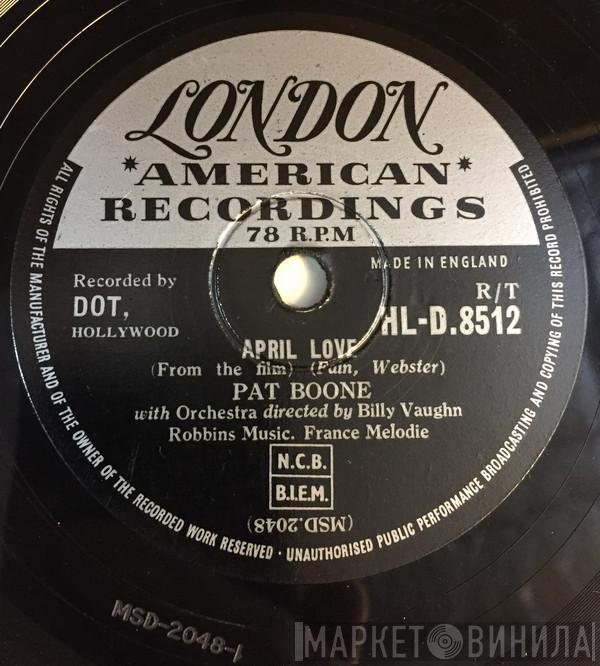 LONDON
*AMERICAN*
RECORDINGS
78 R.P.M
MADE IN ENGLAND
Recorded by
DOT,
HOLLYWOOD
R/T
HL-D.8512
APRIL LOVE
(From the film) (Fain, Webster)
PAT BOONE
with Orchestra directed by Billy Vaughn
Robbins Music. France Melodie
N.C.B.
B.I.E.M.
(MSD.2048)
ALL RIGHTS OF THE MANUFACTURER AND OF THE OWNER OF THE RECORDED WORK RESERVED · UNAUTHORISED PUBLIC PERFORMANCE BROADCASTING AND COPYING OF THIS RECORD PROHIBITED
MSD-2048-1
МАРКЕТ ВИНИЛА